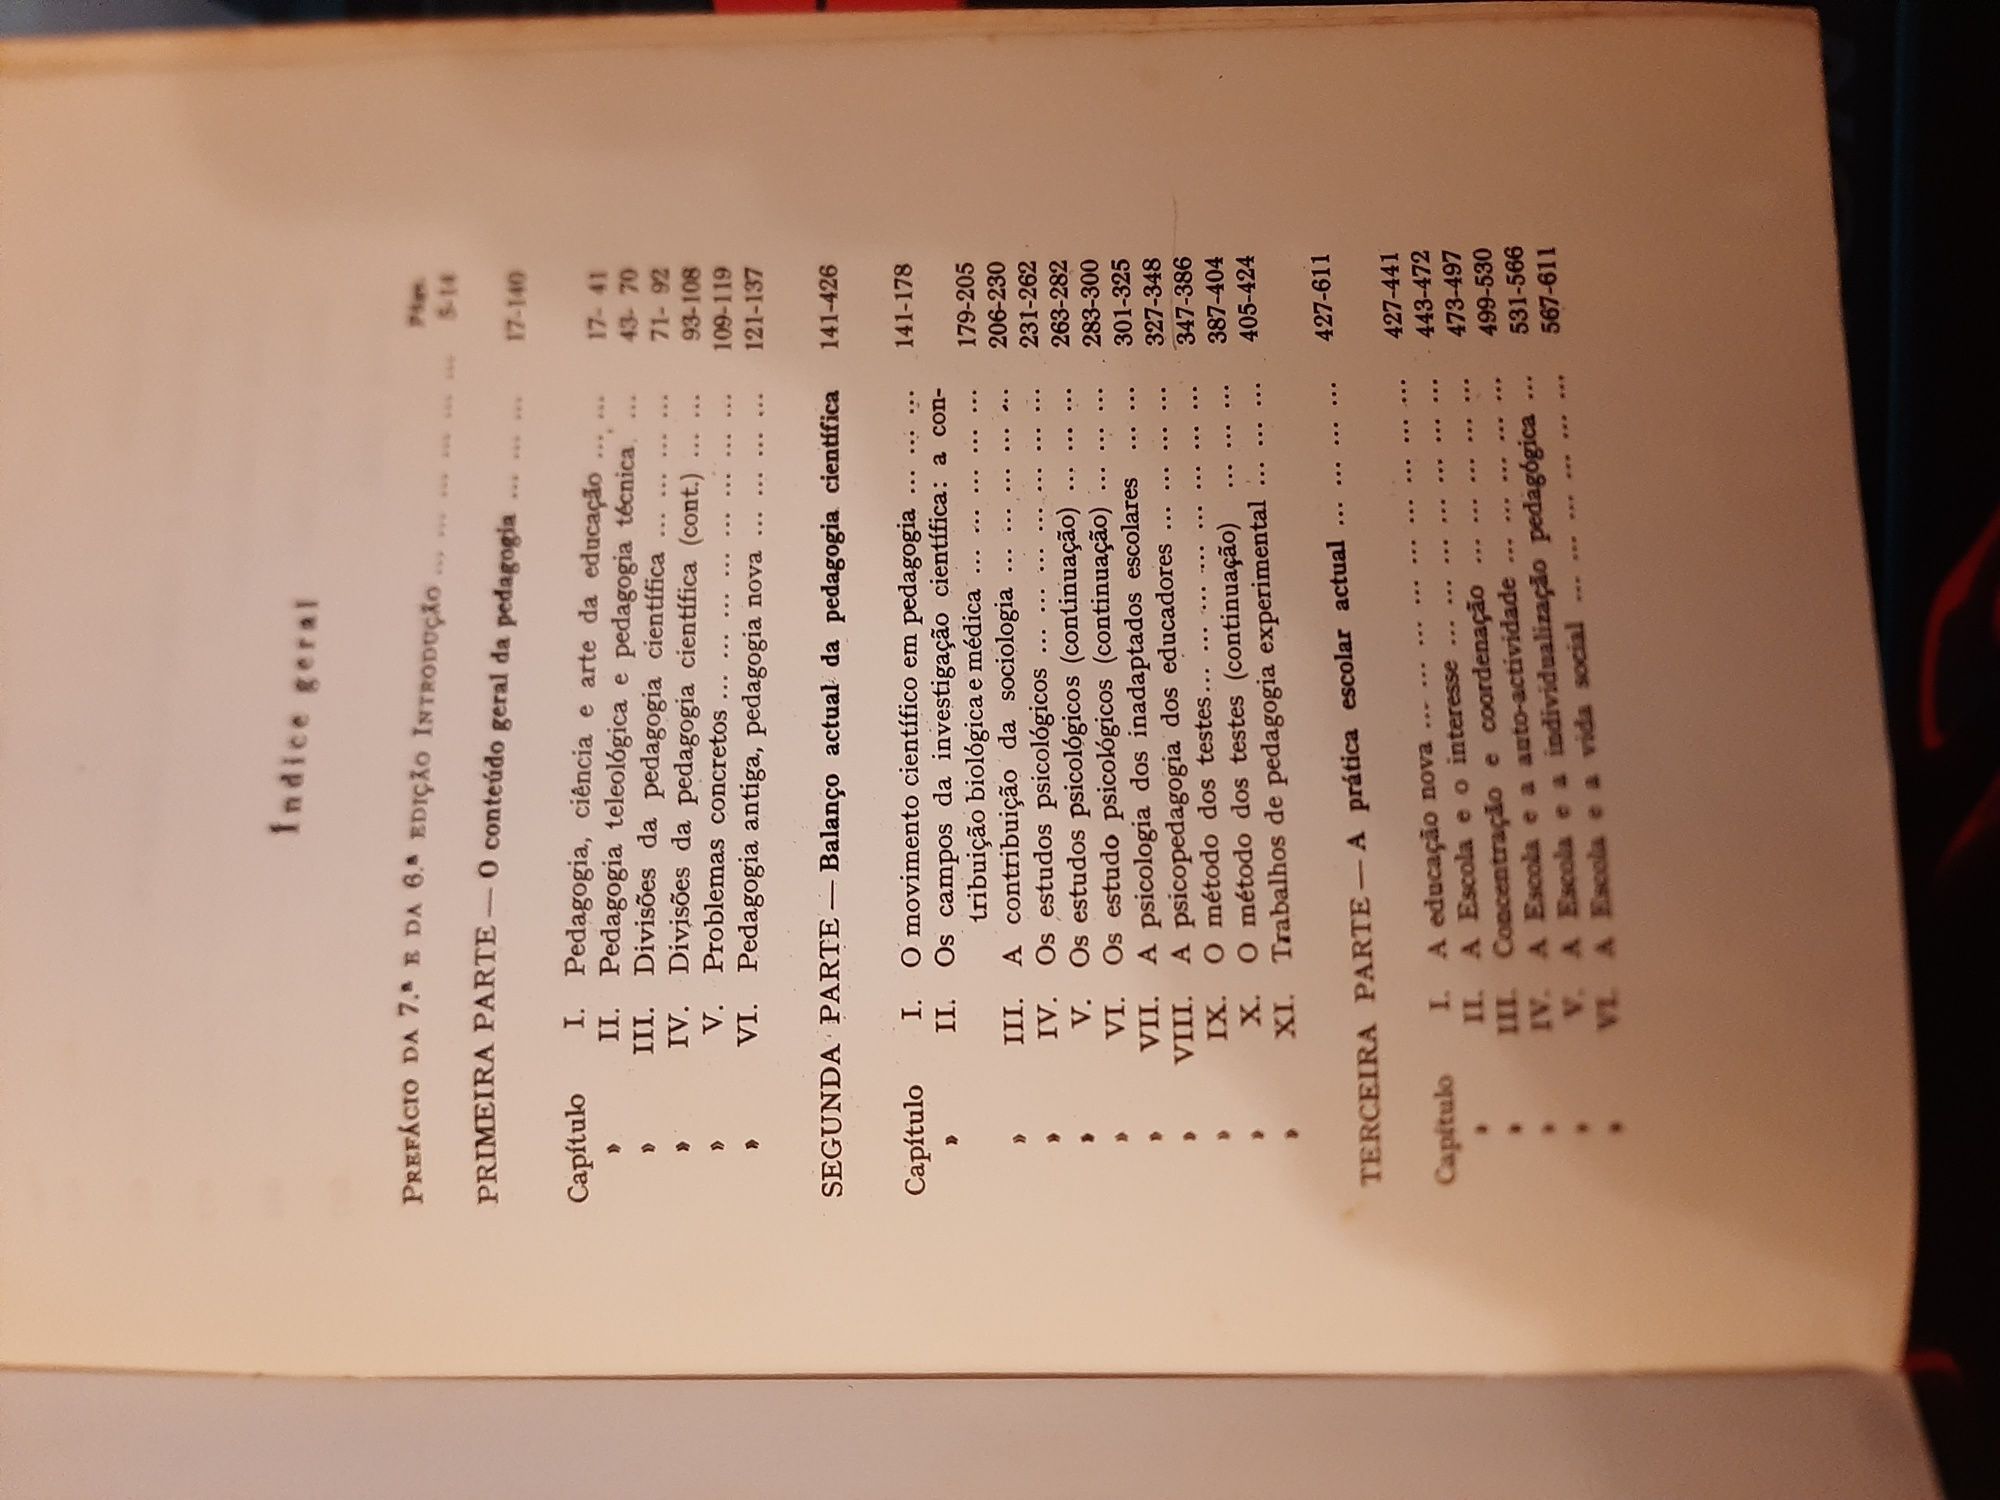 Índice geral
Págs.
PREFÁCIO DA 7.ª E DA 6.ª EDIÇÃO INTRODUÇÃO ... ... ... ... ... ... 5-14
PRIMEIRA PARTE — O conteúdo geral da pedagogia ... ... ... 17-140
Capítulo I. Pedagogia, ciência e arte da educação ... ... 17- 41
» II. Pedagogia teleológica e pedagogia técnica ... 43- 70
» III. Divisões da pedagogia científica ... ... ... ... 71- 92
» IV. Divisões da pedagogia científica (cont.) ... ... 93-108
» V. Problemas concretos ... ... ... ... ... ... ... 109-119
» VI. Pedagogia antiga, pedagogia nova ... ... ... ... 121-137
SEGUNDA PARTE — Balanço actual da pedagogia científica 141-426
Capítulo I. O movimento científico em pedagogia ... ... ... 141-178
» II. Os campos da investigação científica: a con-
tribuição biológica e médica ... ... ... ... ... ... 179-205
» III. A contribuição da sociologia ... ... ... ... ... 206-230
» IV. Os estudos psicológicos ... ... ... ... ... ... 231-262
» V. Os estudos psicológicos (continuação) ... ... ... 263-282
» VI. Os estudo psicológicos (continuação) ... ... ... 283-300
» VII. A psicologia dos inadaptados escolares ... ... 301-325
» VIII. A psicopedagogia dos educadores ... ... ... ... 327-348
» IX. O método dos testes... ... ... ... ... ... ... 347-386
» X. O método dos testes (continuação) ... ... ... 387-404
» XI. Trabalhos de pedagogia experimental ... ... ... 405-424
TERCEIRA PARTE — A prática escolar actual ... ... ... ... 427-611
Capítulo I. A educação nova ... ... ... ... ... ... ... ... 427-441
» II. A Escola e o interesse ... ... ... ... ... ... ... 443-472
» III. Concentração e coordenação ... ... ... ... ... 473-497
» IV. A Escola e a auto-actividade ... ... ... ... ... 499-530
» V. A Escola e a individualização pedagógica ... 531-566
» VI. A Escola e a vida social ... ... ... ... ... ... 567-611